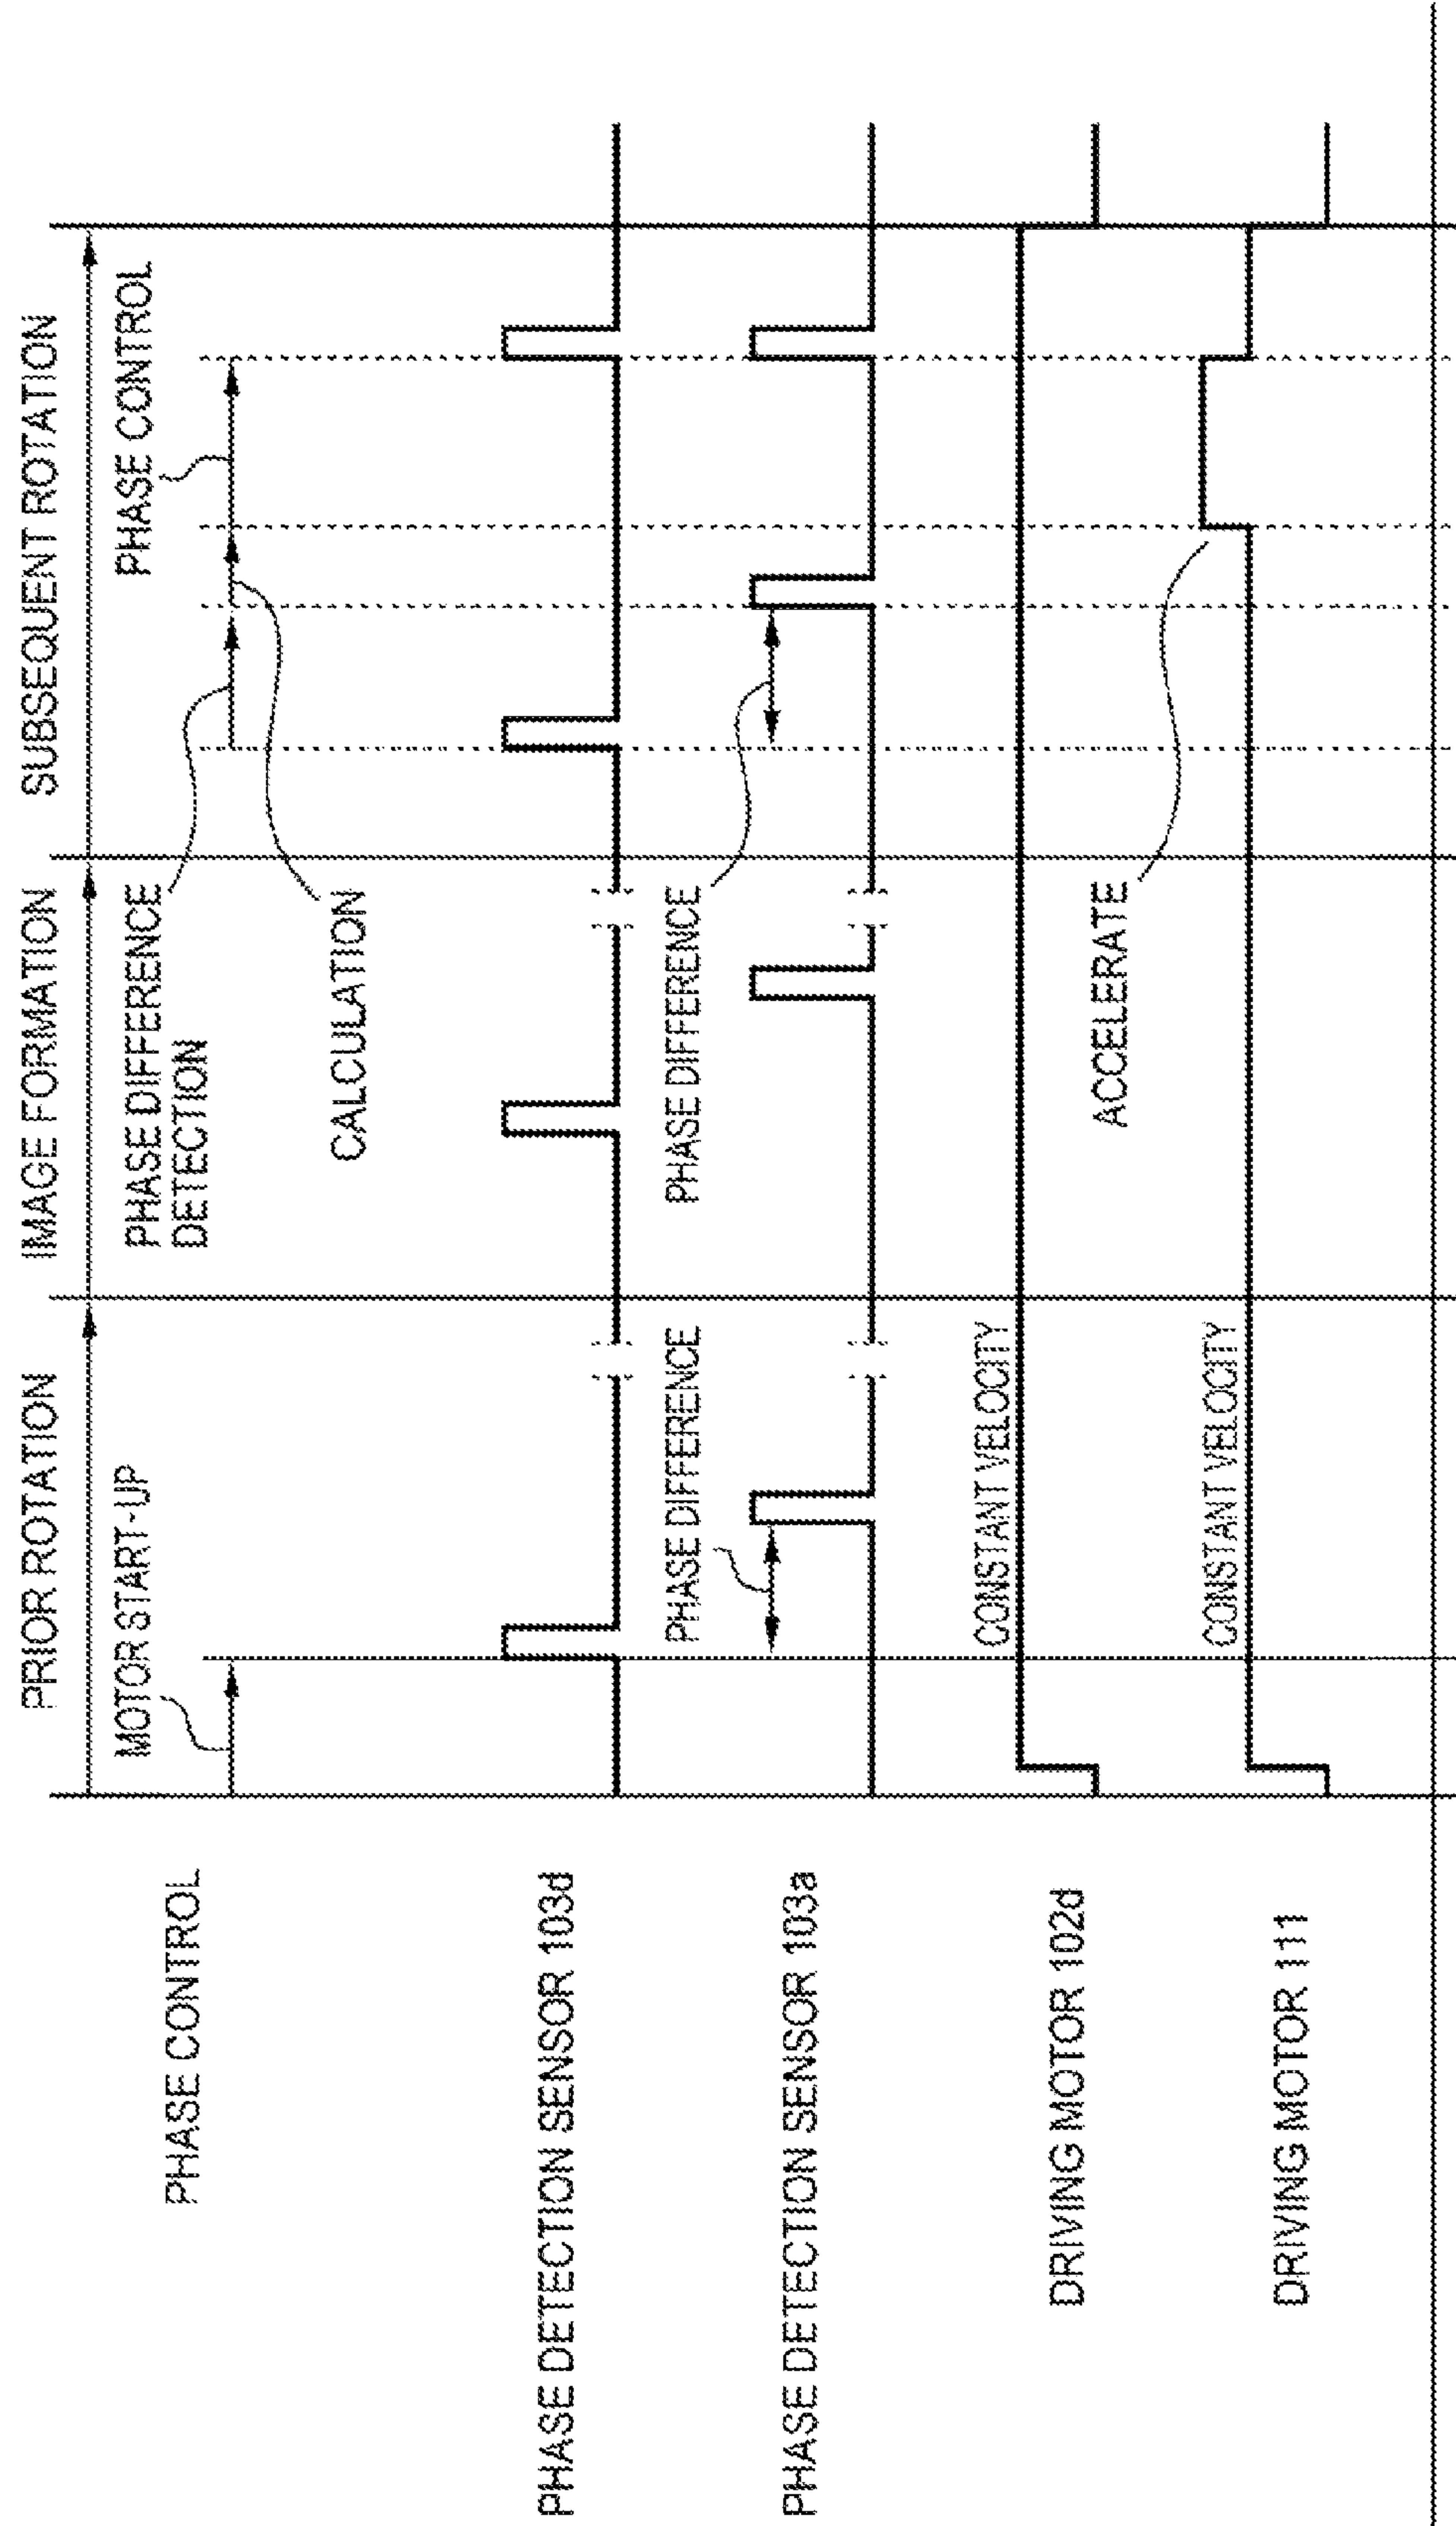 PRIOR ROTATION
IMAGE FORMATION
SUBSEQUENT ROTATION
PHASE CONTROL
MOTOR START-UP
PHASE DIFFERENCE
DETECTION
PHASE CONTROL
CALCULATION
PHASE DETECTION SENSOR 103d
PHASE DIFFERENCE
PHASE DIFFERENCE
PHASE DETECTION SENSOR 103a
CONSTANT VELOCITY
DRIVING MOTOR 102d
ACCELERATE
CONSTANT VELOCITY
DRIVING MOTOR 111